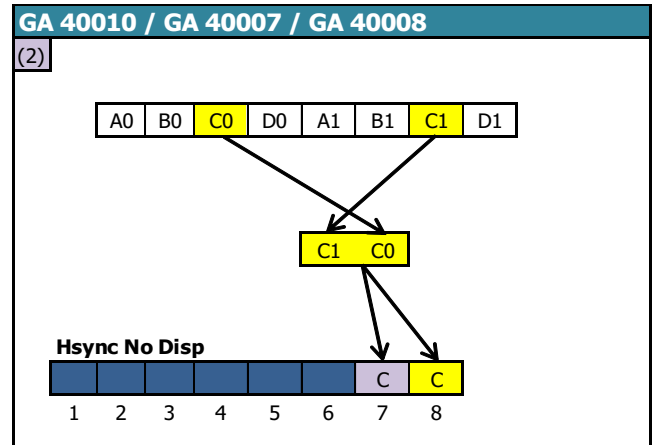 GA 40010 / GA 40007 / GA 40008
(2)
A0 B0 C0 D0 A1 B1 C1 D1
C1 C0
Hsync No Disp
C C
1 2 3 4 5 6 7 8